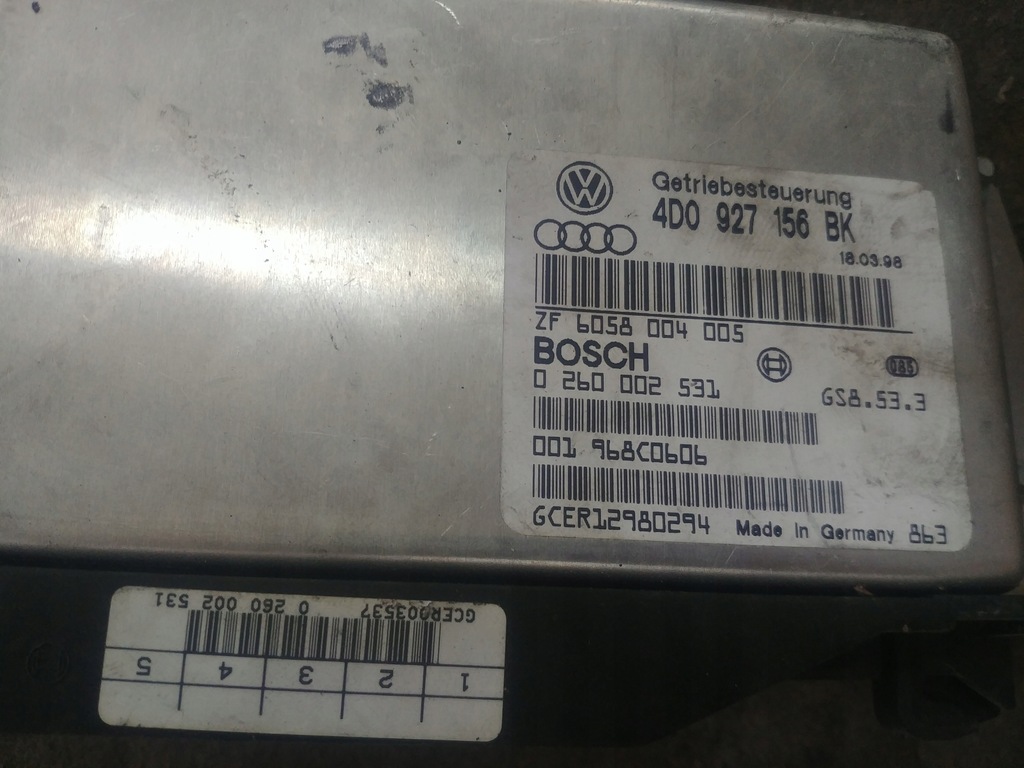 Getriebesteuerung
4D0 927 156 BK
18.03.98
ZF 6058 004 005
BOSCH
085
0 260 002 531
GS8.53.3
001 968C0606
GCER12980294 Made In Germany 863
GCER003537 0 260 002 531
1 2 3 4 5